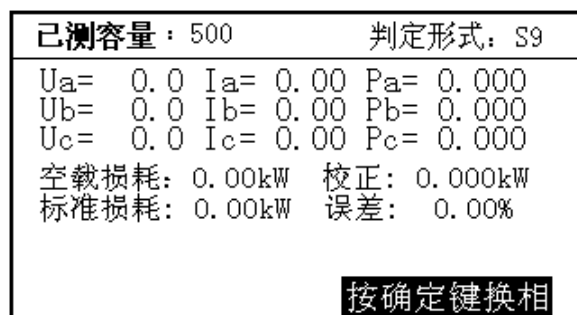 已测容量：500 判定形式：S9
Ua= 0.0 Ia= 0.00 Pa= 0.000
Ub= 0.0 Ib= 0.00 Pb= 0.000
Uc= 0.0 Ic= 0.00 Pc= 0.000
空载损耗：0.00kW 校正：0.000kW
标准损耗：0.00kW 误差： 0.00%
按确定键换相